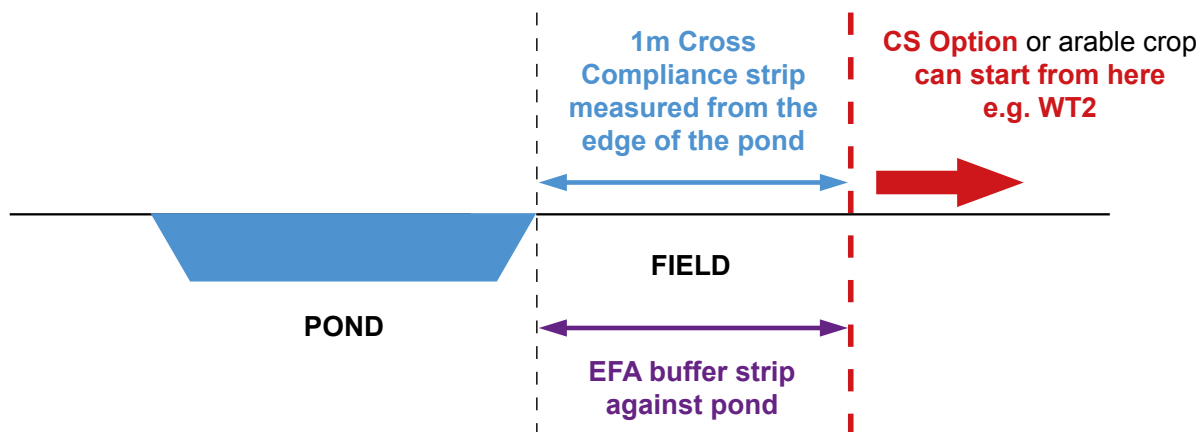 1m Cross
Compliance strip
measured from the
edge of the pond
CS Option or arable crop
can start from here
e.g. WT2
FIELD
POND
EFA buffer strip
against pond